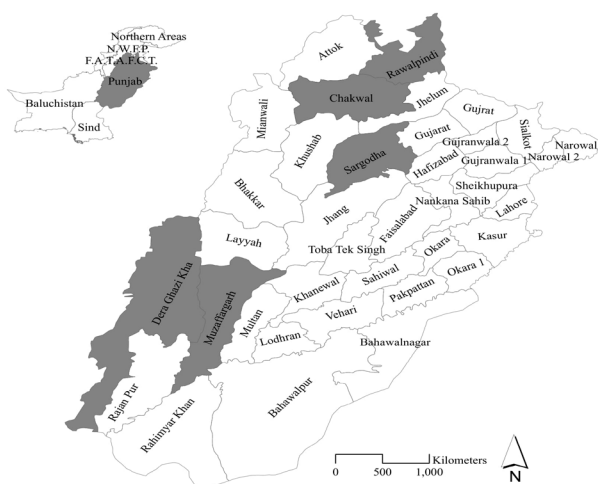 Northern Areas
N.W.F.P.
F.A.T.A.F.C.T.
Punjab
Baluchistan
Sind
Attok
Rawalpindi
Chakwal
Jhelum
Mianwali
Khushab
Sargodha
Gujrat
Gujarat
Sialkot
Gujranwala 2
Narowal
Hafizabad
Gujranwala 1
Narowal 2
Bhakkar
Sheikhupura
Nankana Sahib
Lahore
Jhang
Faisalabad
Layyah
Toba Tek Singh
Okara
Kasur
Dera Ghazi Kha
Muzaffargarh
Khanewal
Sahiwal
Okara 1
Pakpattan
Multan
Vehari
Lodhran
Bahawalnagar
Rajan Pur
Rahimyar Khan
Bahawalpur
Kilometers
0 500 1,000
N